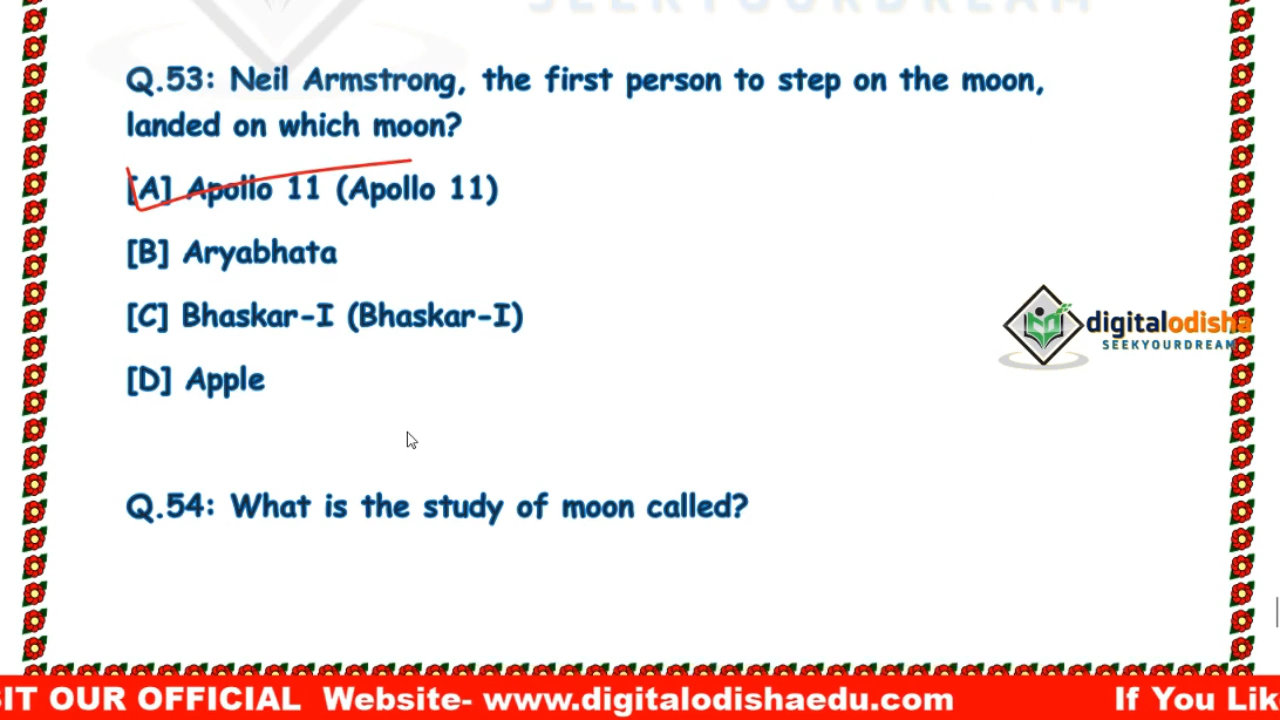 SEEKYOURDREAM
Q.53: Neil Armstrong, the first person to step on the moon,
landed on which moon?
[A] Apollo 11 (Apollo 11)
[B] Aryabhata
[C] Bhaskar-I (Bhaskar-I)
[D] Apple
digitalodisha
SEEKYOURDREAM
Q.54: What is the study of moon called?
SIT OUR OFFICIAL Website- www.digitalodishaedu.com If You Lik